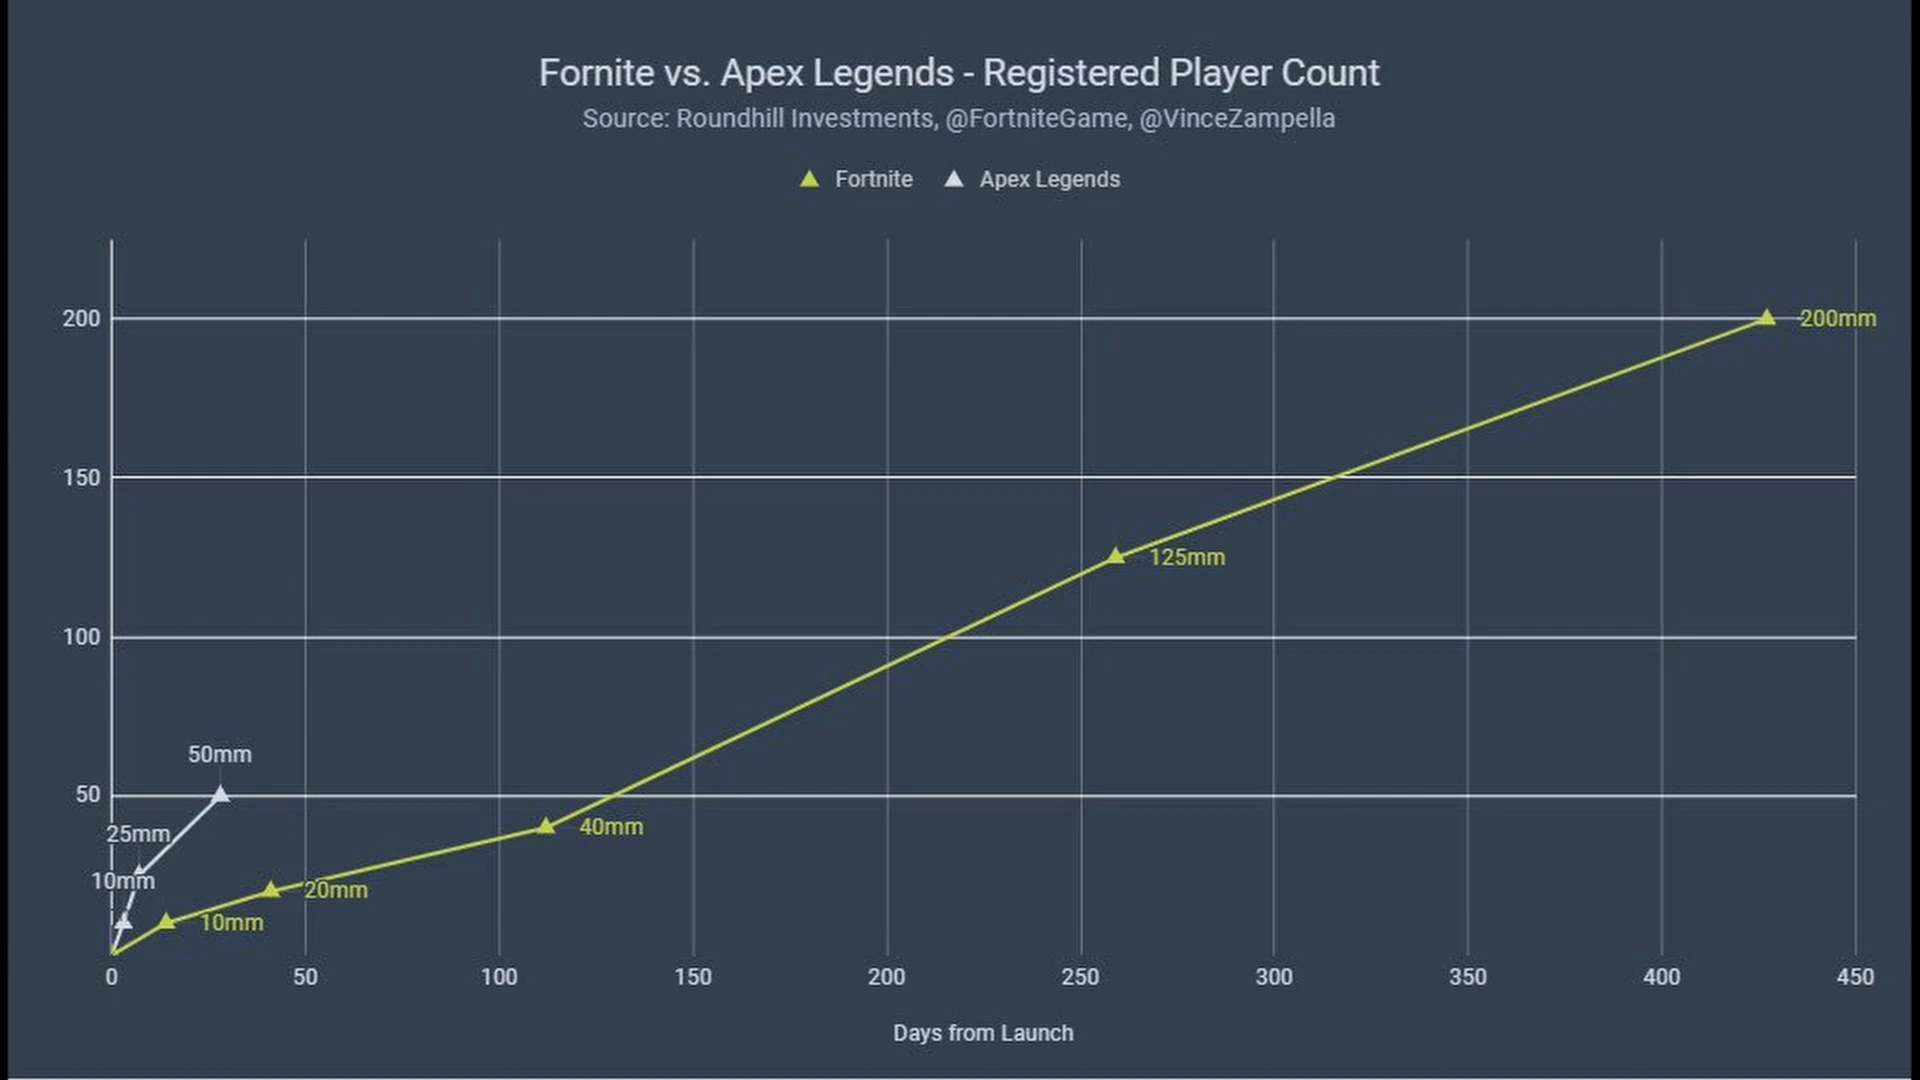 Fornite vs. Apex Legends - Registered Player Count
Source: Roundhill Investments, @FortniteGame, @VinceZampella
Fortnite Apex Legends
200
200mm
150
125mm
100
50mm
50
25mm
40mm
10mm
20mm
10mm
0 50 100 150 200 250 300 350 400 450
Days from Launch